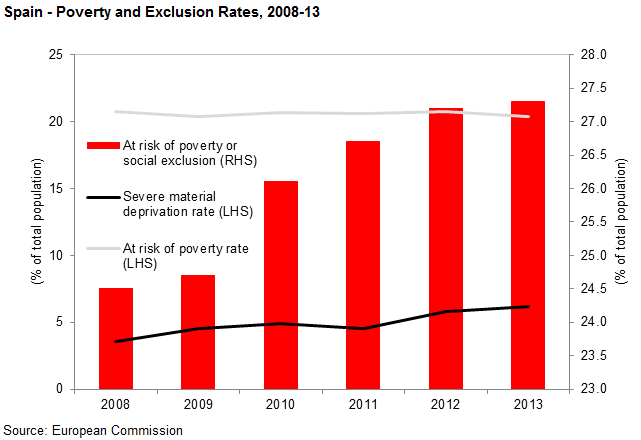 Spain - Poverty and Exclusion Rates, 2008-13
25
20
15
10
5
0
(% of total population)
28.0
27.5
27.0
26.5
26.0
25.5
25.0
24.5
24.0
23.5
23.0
(% of total population)
At risk of poverty or
social exclusion (RHS)
Severe material
deprivation rate (LHS)
At risk of poverty rate
(LHS)
2008 2009 2010 2011 2012 2013
Source: European Commission